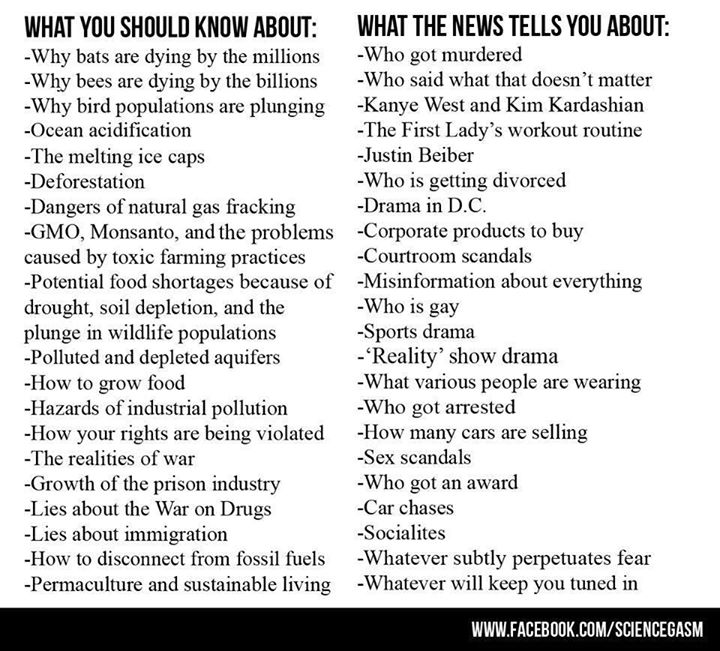 WHAT YOU SHOULD KNOW ABOUT:
-Why bats are dying by the millions
-Why bees are dying by the billions
-Why bird populations are plunging
-Ocean acidification
-The melting ice caps
-Deforestation
-Dangers of natural gas fracking
-GMO, Monsanto, and the problems
caused by toxic farming practices
-Potential food shortages because of
drought, soil depletion, and the
plunge in wildlife populations
-Polluted and depleted aquifers
-How to grow food
-Hazards of industrial pollution
-How your rights are being violated
-The realities of war
-Growth of the prison industry
-Lies about the War on Drugs
-Lies about immigration
-How to disconnect from fossil fuels
-Permaculture and sustainable living
WHAT THE NEWS TELLS YOU ABOUT:
-Who got murdered
-Who said what that doesn’t matter
-Kanye West and Kim Kardashian
-The First Lady’s workout routine
-Justin Beiber
-Who is getting divorced
-Drama in D.C.
-Corporate products to buy
-Courtroom scandals
-Misinformation about everything
-Who is gay
-Sports drama
-‘Reality’ show drama
-What various people are wearing
-Who got arrested
-How many cars are selling
-Sex scandals
-Who got an award
-Car chases
-Socialites
-Whatever subtly perpetuates fear
-Whatever will keep you tuned in
WWW.FACEBOOK.COM/SCIENCEGASM